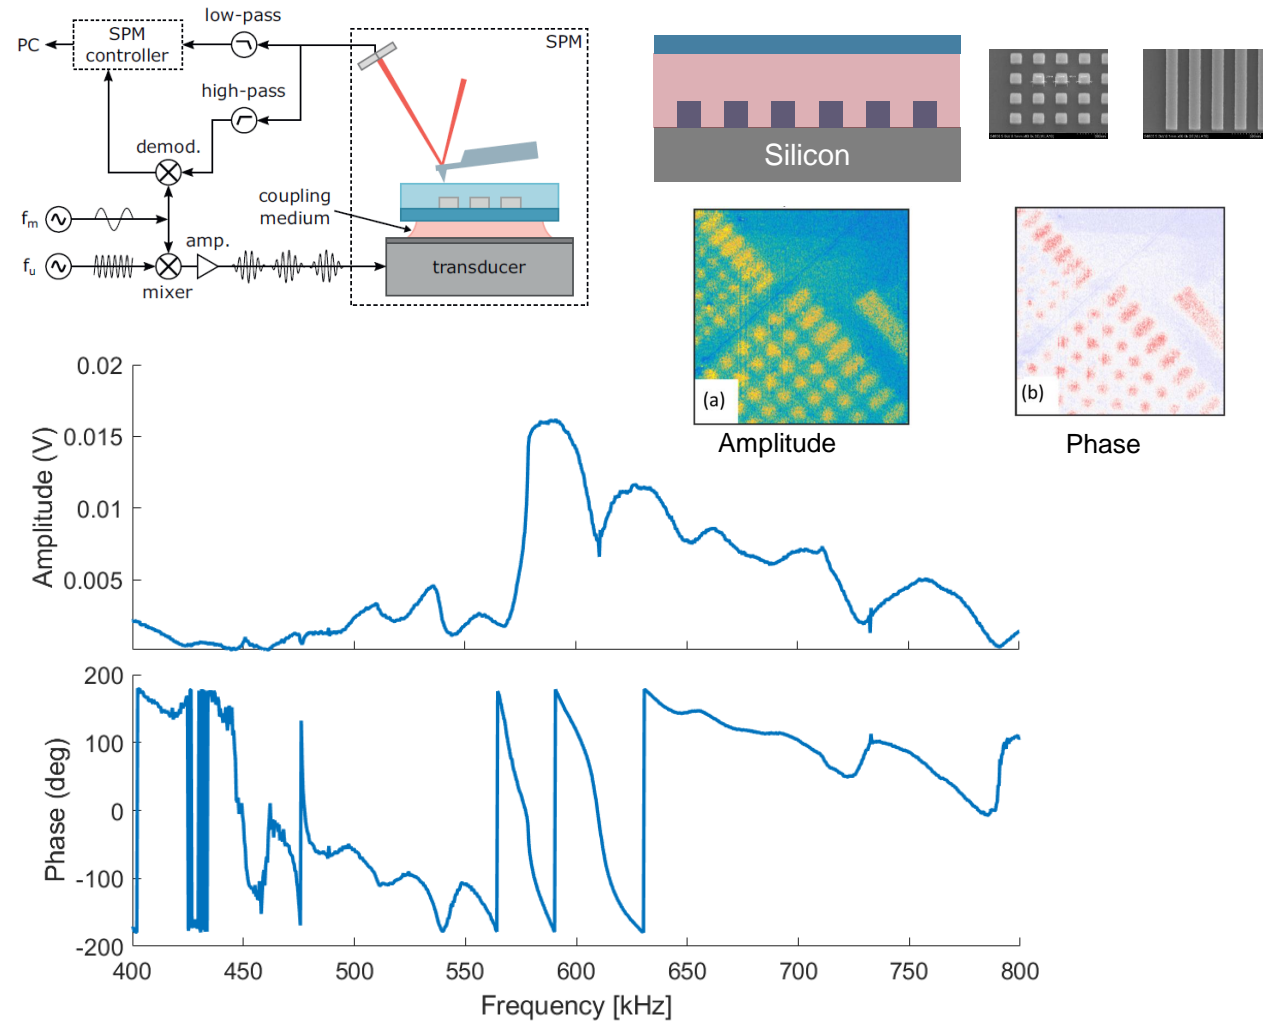 low-pass
PC
SPM
controller
SPM
high-pass
demod.
coupling
medium
fm
amp.
fu
mixer
transducer
Silicon
(a)
(b)
Amplitude
Phase
0.02
0.015
0.01
0.005
Amplitude (V)
200
100
0
-100
-200
Phase (deg)
400 450 500 550 600 650 700 750 800
Frequency [kHz]